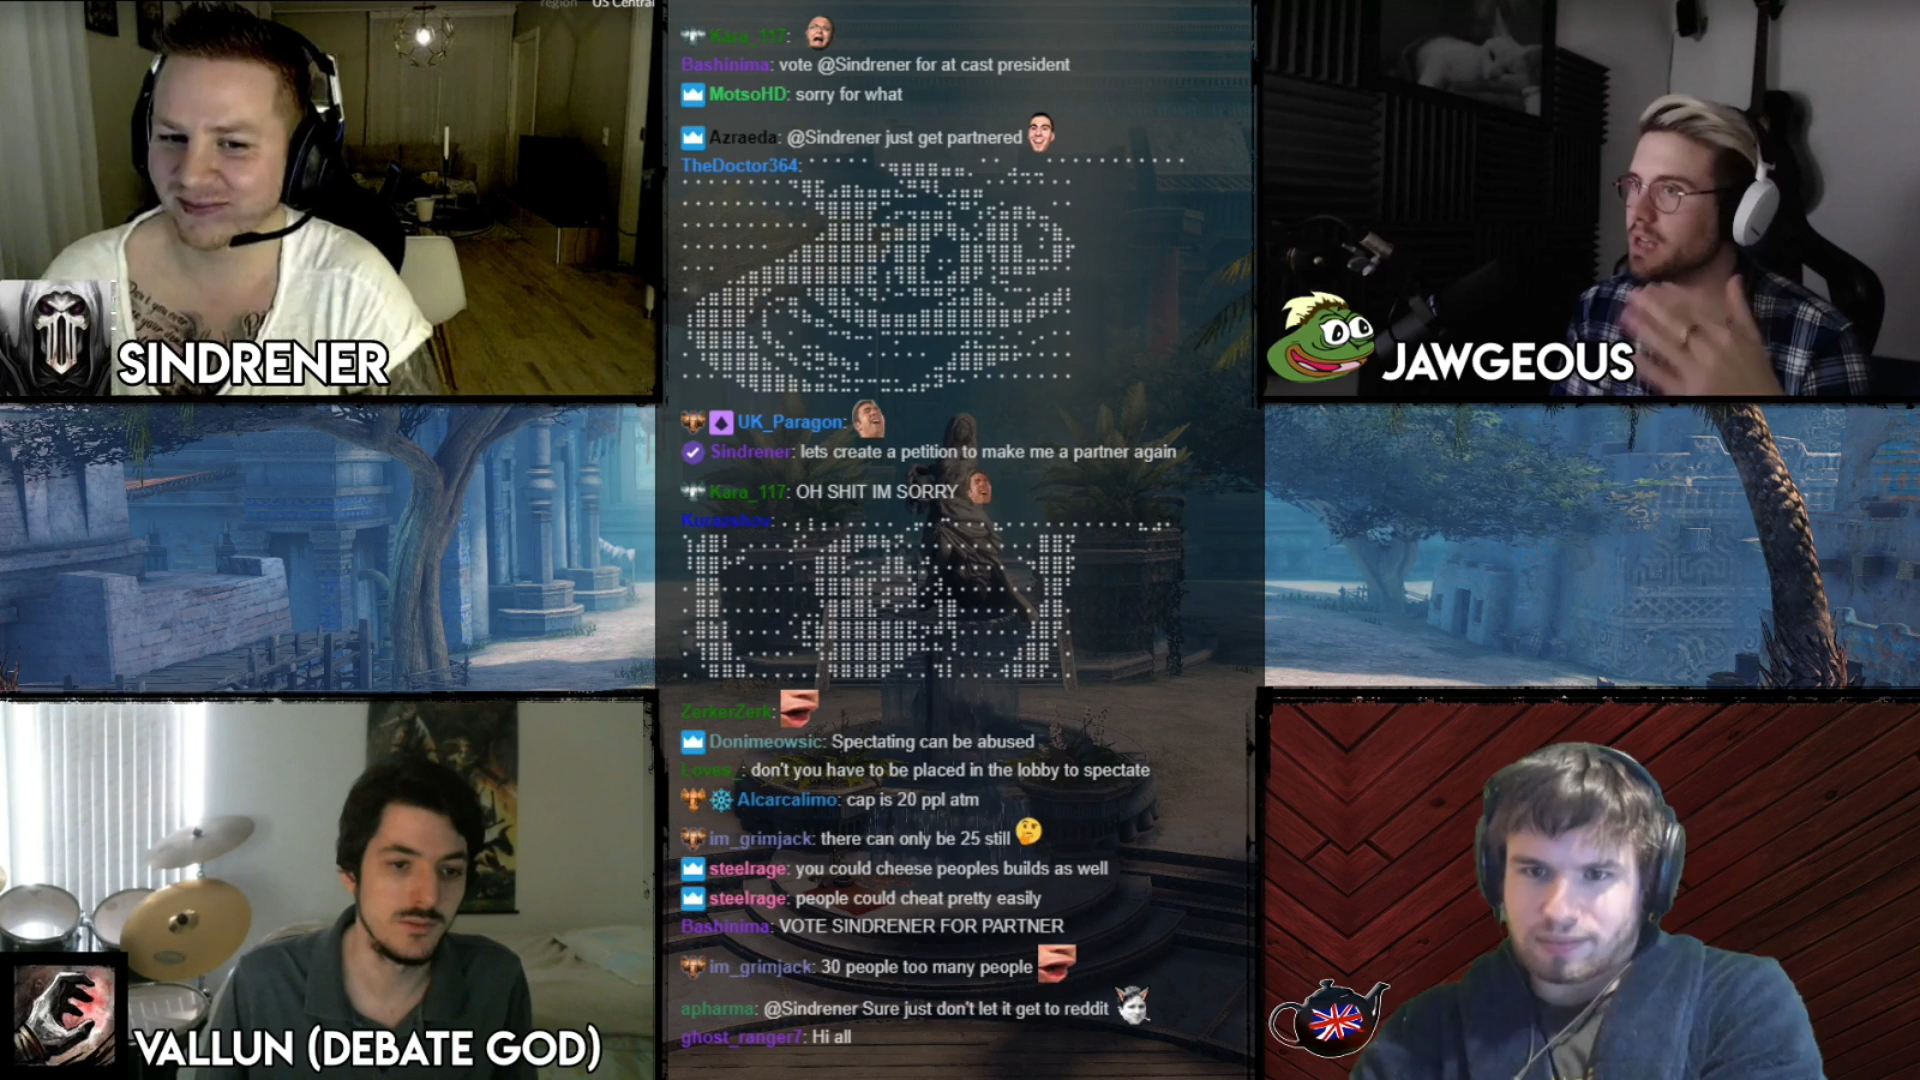 region US Central
Kara_117:
Bashinima: vote @Sindrener for at cast president
MotsoHD: sorry for what
Azraeda: @Sindrener just get partnered
TheDoctor364:
UK_Paragon:
Sindrener: lets create a petition to make me a partner again
Kara_117: OH SHIT IM SORRY
Kurazshov:
ZerkerZerk:
Donimeowsic: Spectating can be abused
Loves_: don't you have to be placed in the lobby to spectate
Alcarcalimo: cap is 20 ppl atm
im_grimjack: there can only be 25 still
steelrage: you could cheese peoples builds as well
steelrage: people could cheat pretty easily
Bashinima: VOTE SINDRENER FOR PARTNER
im_grimjack: 30 people too many people
apharma: @Sindrener Sure just don't let it get to reddit
ghost_ranger7: Hi all
SINDRENER
JAWGEOUS
VALLUN (DEBATE GOD)